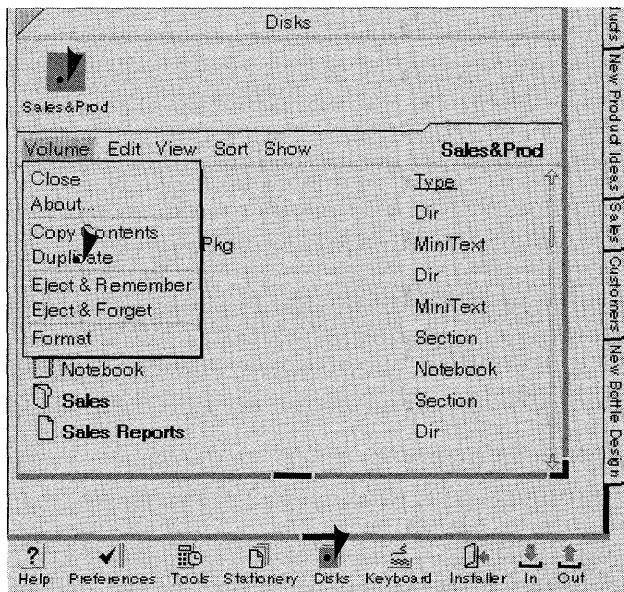 Disks
Sales&Prod
Volume Edit View Sort Show Sales&Prod
Close Type
About... Dir
Copy Contents
Pkg MiniText
Duplicate
Dir
Eject & Remember
Eject & Forget MiniText
Format Section
Notebook Notebook
Sales Section
Sales Reports Dir
ucts
New Product Ideas
Sales
Customers
New Bottle Design
? Help Preferences Tools Stationery Disks Keyboard Installer In Out